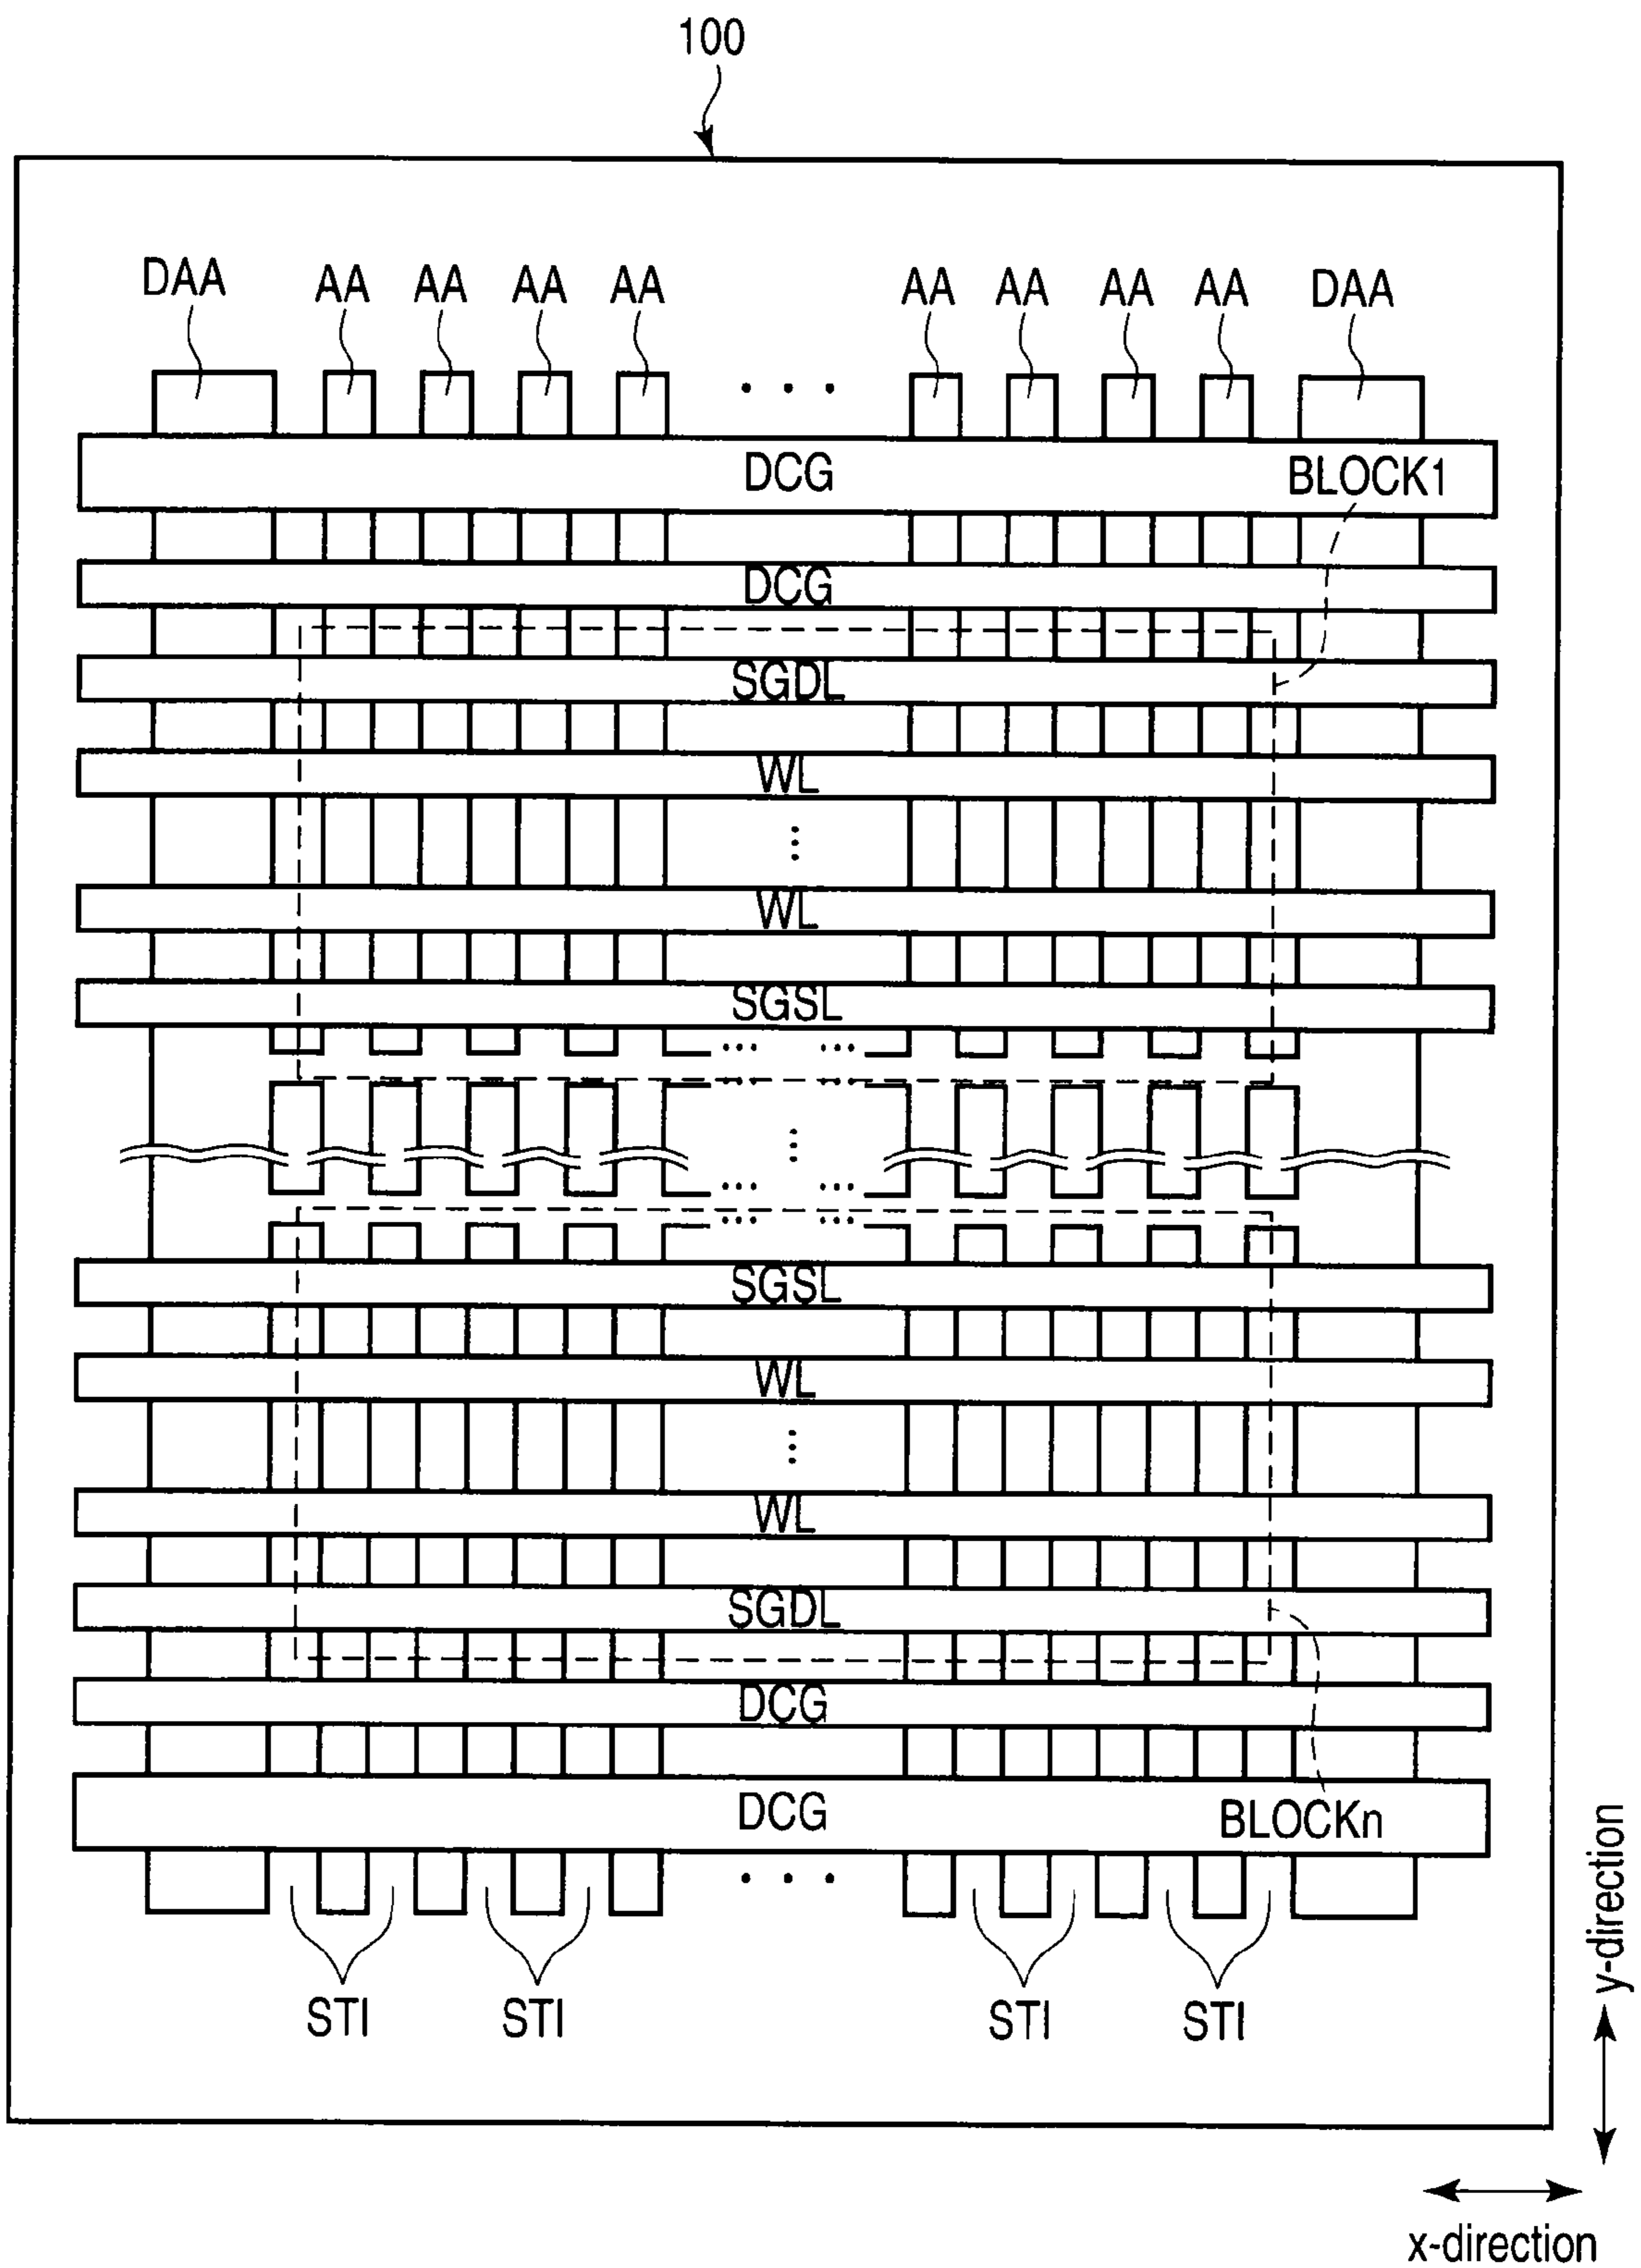 100
DAA AA AA AA AA AA AA AA AA DAA
. . .
DCG BLOCK1
DCG
SGDL
WL
WL
SGSL
SGSL
WL
WL
SGDL
DCG
DCG BLOCKn
. . .
STI STI STI STI
y-direction
x-direction